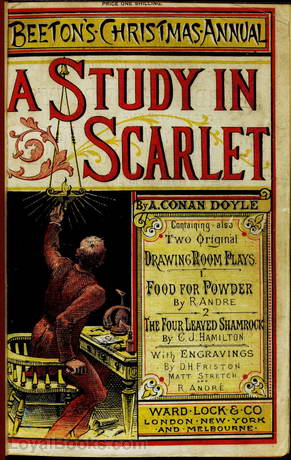 PRICE ONE SHILLING.
BEETON'S CHRISTMAS ANNUAL
A STUDY IN
SCARLET
By A. CONAN DOYLE
Containing also
Two Original
DRAWING ROOM PLAYS.
1.
FOOD FOR POWDER
By R. ANDRÉ
2
THE FOUR LEAVED SHAMROCK
By C. J. HAMILTON
With ENGRAVINGS
By D. H. FRISTON
MATT STRETCH
AND
R. ANDRÉ
WARD·LOCK & CO
LONDON·NEW·YORK
·AND·MELBOURNE·
LoyalBooks.com